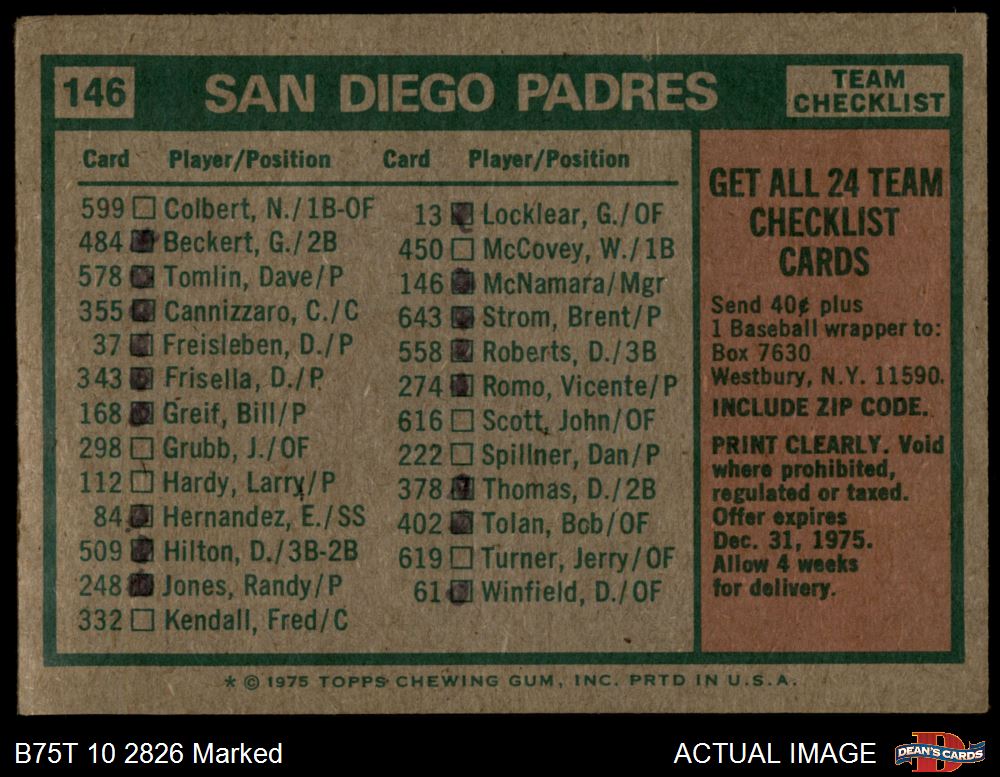 146 SAN DIEGO PADRES TEAM CHECKLIST
Card Player/Position Card Player/Position
599 Colbert, N./1B-OF
484 Beckert, G./2B
578 Tomlin, Dave/P
355 Cannizzaro, C./C
37 Freisleben, D./P
343 Frisella, D./P
168 Greif, Bill/P
298 Grubb, J./OF
112 Hardy, Larry/P
84 Hernandez, E./SS
509 Hilton, D./3B-2B
248 Jones, Randy/P
332 Kendall, Fred/C
13 Locklear, G./OF
450 McCovey, W./1B
146 McNamara/Mgr
643 Strom, Brent/P
558 Roberts, D./3B
274 Romo, Vicente/P
616 Scott, John/OF
222 Spillner, Dan/P
378 Thomas, D./2B
402 Tolan, Bob/OF
619 Turner, Jerry/OF
61 Winfield, D./OF
GET ALL 24 TEAM
CHECKLIST
CARDS
Send 40¢ plus
1 Baseball wrapper to:
Box 7630
Westbury, N.Y. 11590.
INCLUDE ZIP CODE.
PRINT CLEARLY. Void
where prohibited,
regulated or taxed.
Offer expires
Dec. 31, 1975.
Allow 4 weeks
for delivery.
* © 1975 TOPPS CHEWING GUM, INC. PRTD IN U.S.A.
B75T 10 2826 Marked
ACTUAL IMAGE
DEAN'S CARDS